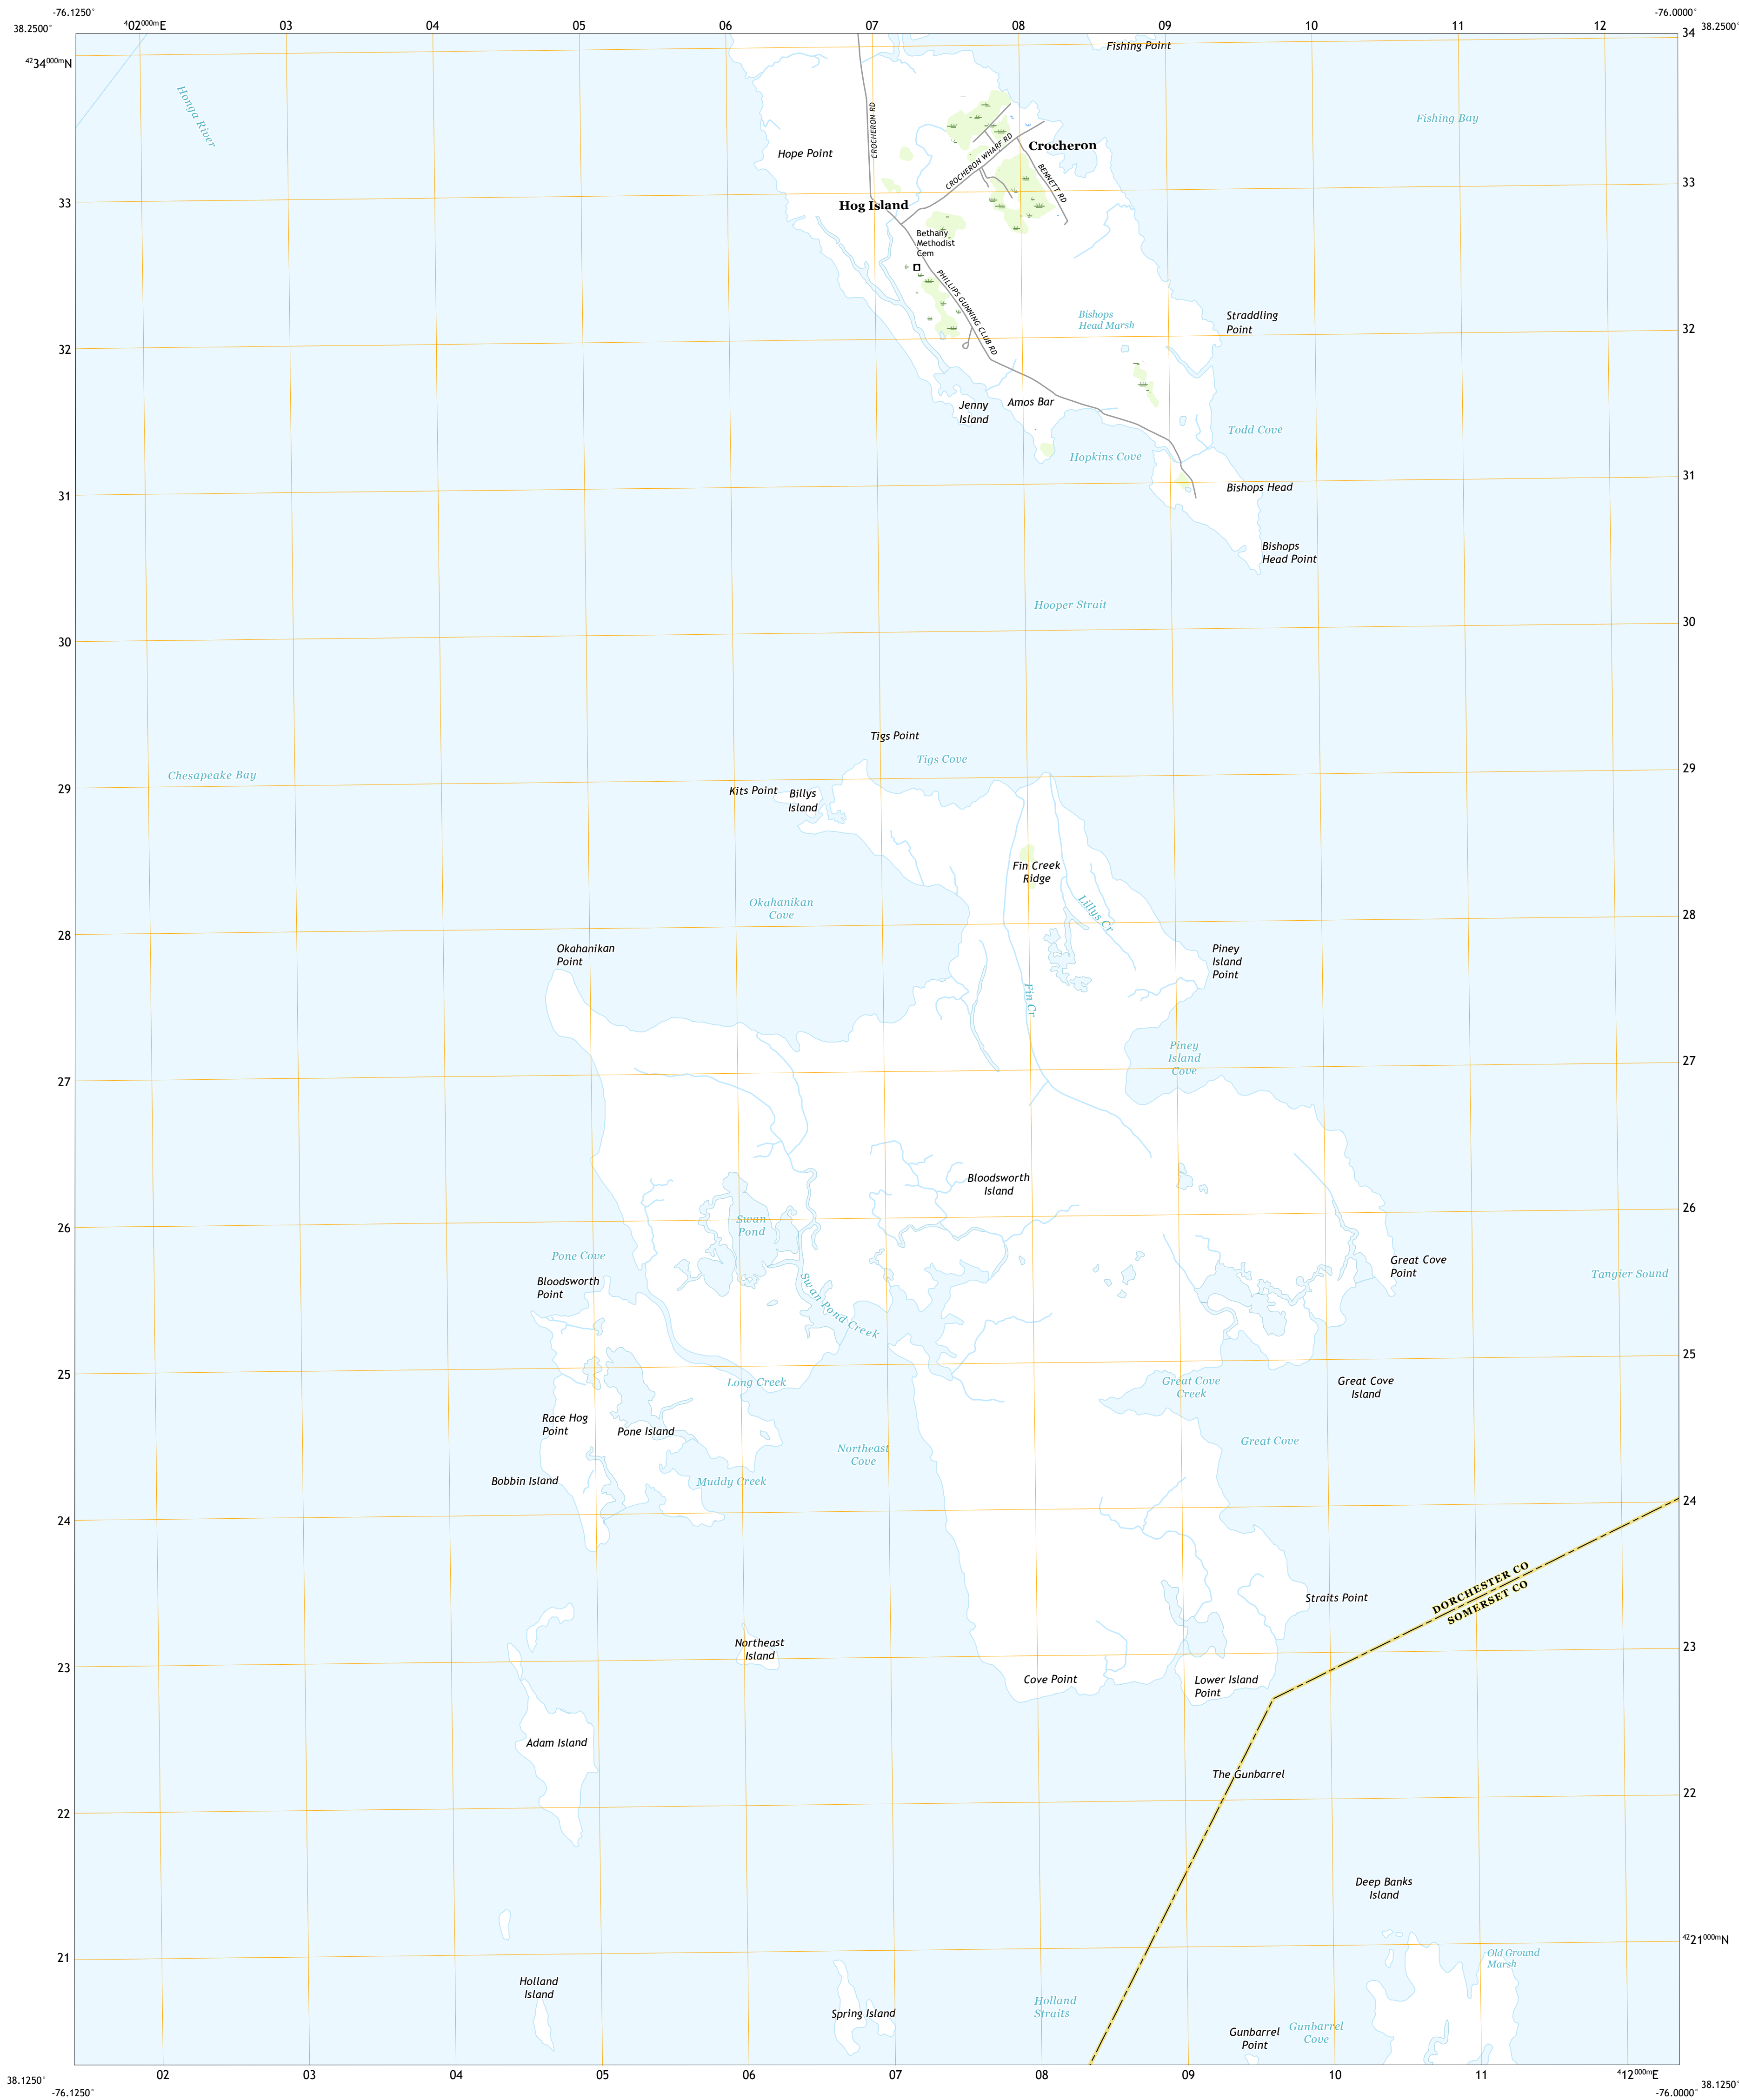 -76.1250°
-76.0000°
38.2500°
⁴02⁰⁰⁰ᵐE
03
04
05
06
07
08
09
10
11
12
34
38.2500°
⁴²34⁰⁰⁰ᵐN
Fishing Point
Honga River
CROCHERON RD
Fishing Bay
Hope Point
CROCHERON WHARF RD
Crocheron
BENNETT RD
33
33
Hog Island
Bethany
Methodist
Cem
PHILLIPS GUNNING CLUB RD
Bishops
Head Marsh
Straddling
Point
32
32
Jenny
Island
Amos Bar
Todd Cove
Hopkins Cove
31
31
Bishops Head
Bishops
Head Point
Hooper Strait
30
30
Tigs Point
Tigs Cove
Chesapeake Bay
29
29
Kits Point
Billys
Island
Fin Creek
Ridge
Okahanikan
Cove
Lillys Cr
28
28
Okahanikan
Point
Piney
Island
Point
Fin Cr
Piney
Island
Cove
27
27
Bloodsworth
Island
26
26
Swan
Pond
Pone Cove
Bloodsworth
Point
Swan Pond Creek
Great Cove
Point
Tangier Sound
25
25
Long Creek
Great Cove
Creek
Great Cove
Island
Race Hog
Point
Pone Island
Northeast
Cove
Great Cove
Bobbin Island
Muddy Creek
24
24
DORCHESTER CO
SOMERSET CO
Straits Point
23
23
Northeast
Island
Cove Point
Lower Island
Point
Adam Island
The Gunbarrel
22
22
Deep Banks
Island
21
⁴²21⁰⁰⁰ᵐN
Old Ground
Marsh
Holland
Island
Spring Island
Holland
Straits
Gunbarrel
Point
Gunbarrel
Cove
38.1250°
02
03
04
05
06
07
08
09
10
11
⁴12⁰⁰⁰ᵐE
38.1250°
-76.1250°
-76.0000°